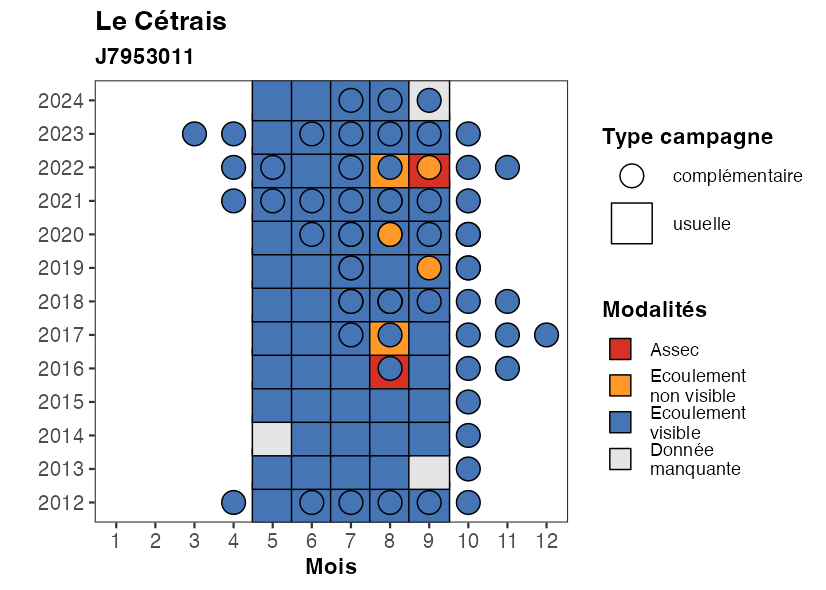 Le Cétrais
J7953011
2024
2023
2022
2021
2020
2019
2018
2017
2016
2015
2014
2013
2012
1 2 3 4 5 6 7 8 9 10 11 12
Mois
Type campagne
complémentaire
usuelle
Modalités
Assec
Ecoulement
non visible
Ecoulement
visible
Donnée
manquante